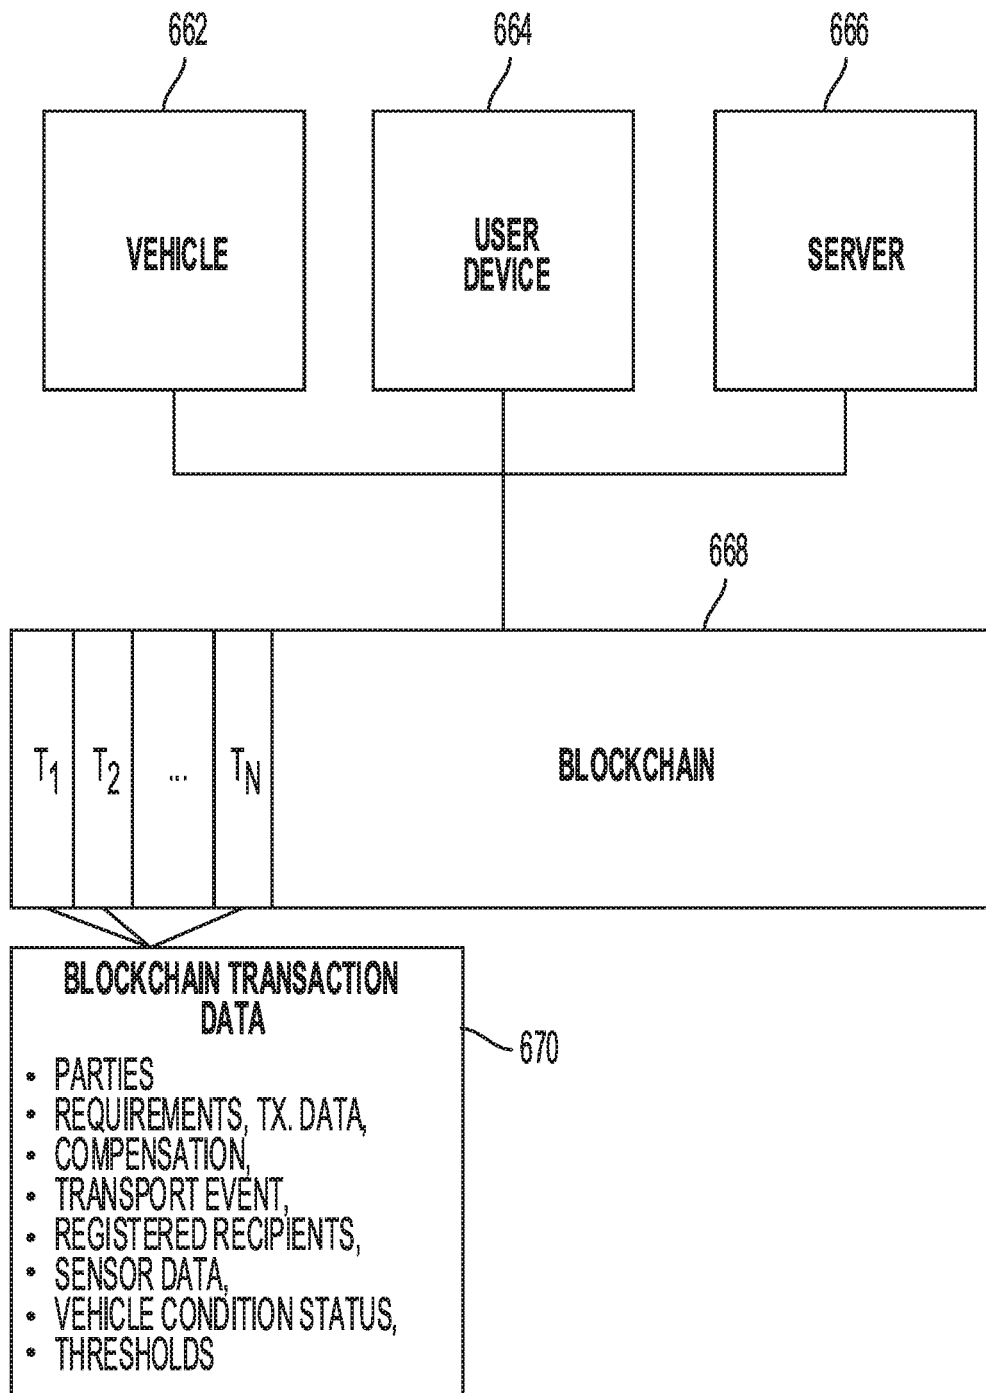 662 664 666
VEHICLE
USER
DEVICE
SERVER
668
T1 T2 ... TN BLOCKCHAIN
BLOCKCHAIN TRANSACTION
DATA
670
• PARTIES
• REQUIREMENTS, TX. DATA,
• COMPENSATION,
• TRANSPORT EVENT,
• REGISTERED RECIPIENTS,
• SENSOR DATA,
• VEHICLE CONDITION STATUS,
• THRESHOLDS